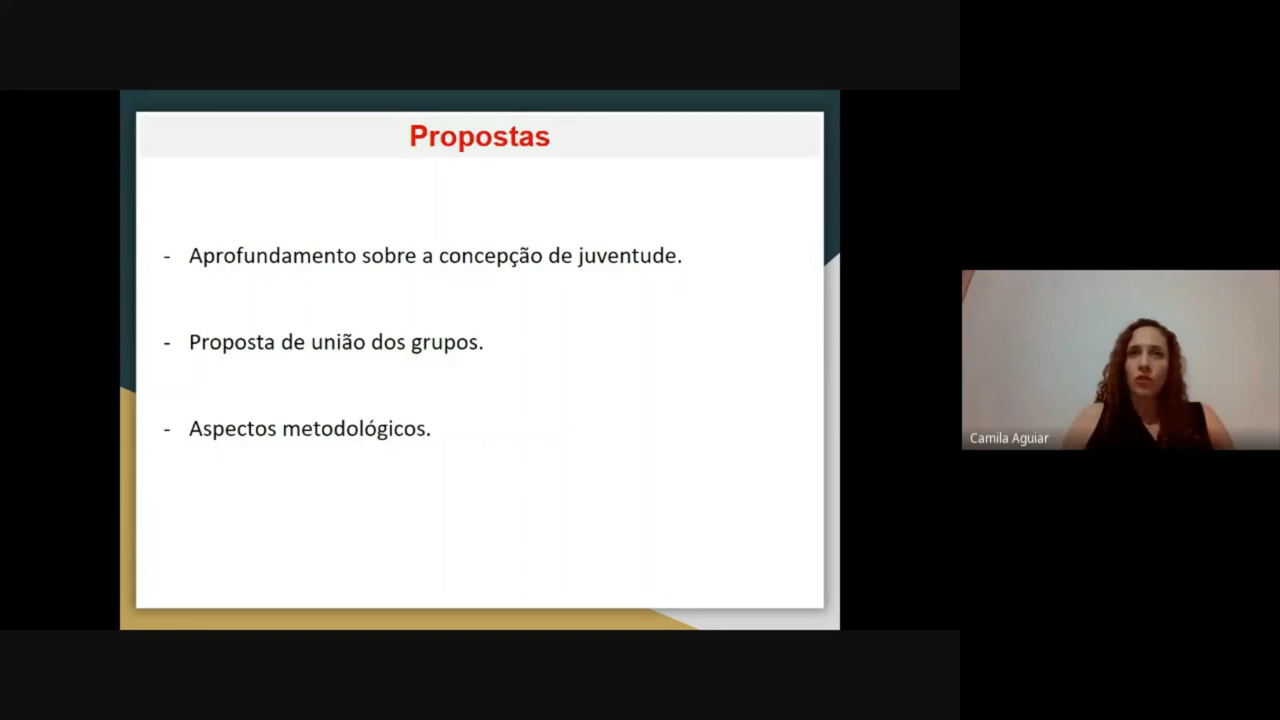 Propostas
- Aprofundamento sobre a concepção de juventude.
- Proposta de união dos grupos.
- Aspectos metodológicos.
Camila Aguiar